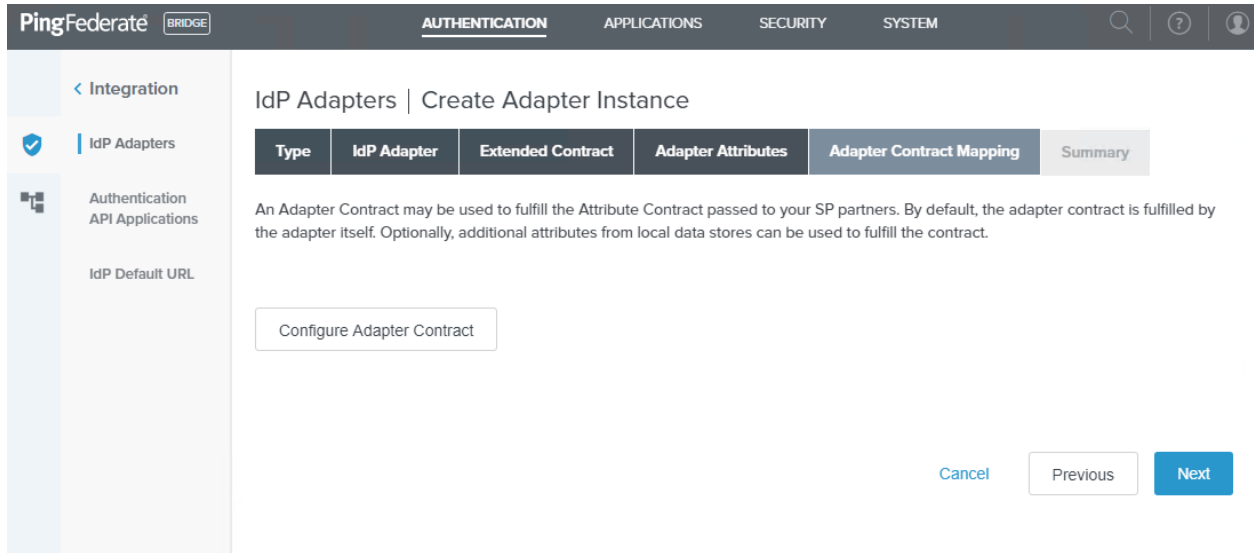 PingFederate BRIDGE AUTHENTICATION APPLICATIONS SECURITY SYSTEM ?
Integration
IdP Adapters | Create Adapter Instance
IdP Adapters
Type IdP Adapter Extended Contract Adapter Attributes Adapter Contract Mapping Summary
Authentication
API Applications
An Adapter Contract may be used to fulfill the Attribute Contract passed to your SP partners. By default, the adapter contract is fulfilled by
the adapter itself. Optionally, additional attributes from local data stores can be used to fulfill the contract.
IdP Default URL
Configure Adapter Contract
Cancel Previous Next